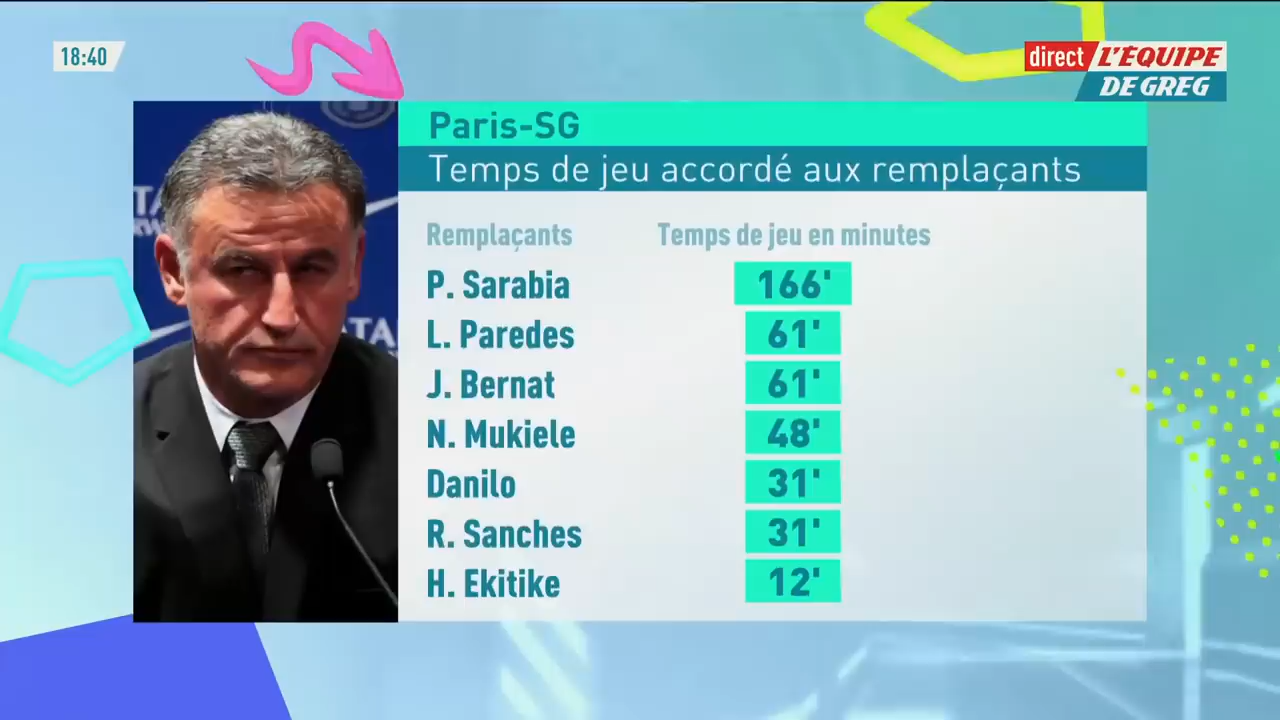 18:40
direct L'ÉQUIPE
DE GREG
Paris-SG
Temps de jeu accordé aux remplaçants
Remplaçants Temps de jeu en minutes
P. Sarabia 166'
L. Paredes 61'
J. Bernat 61'
N. Mukiele 48'
Danilo 31'
R. Sanches 31'
H. Ekitike 12'